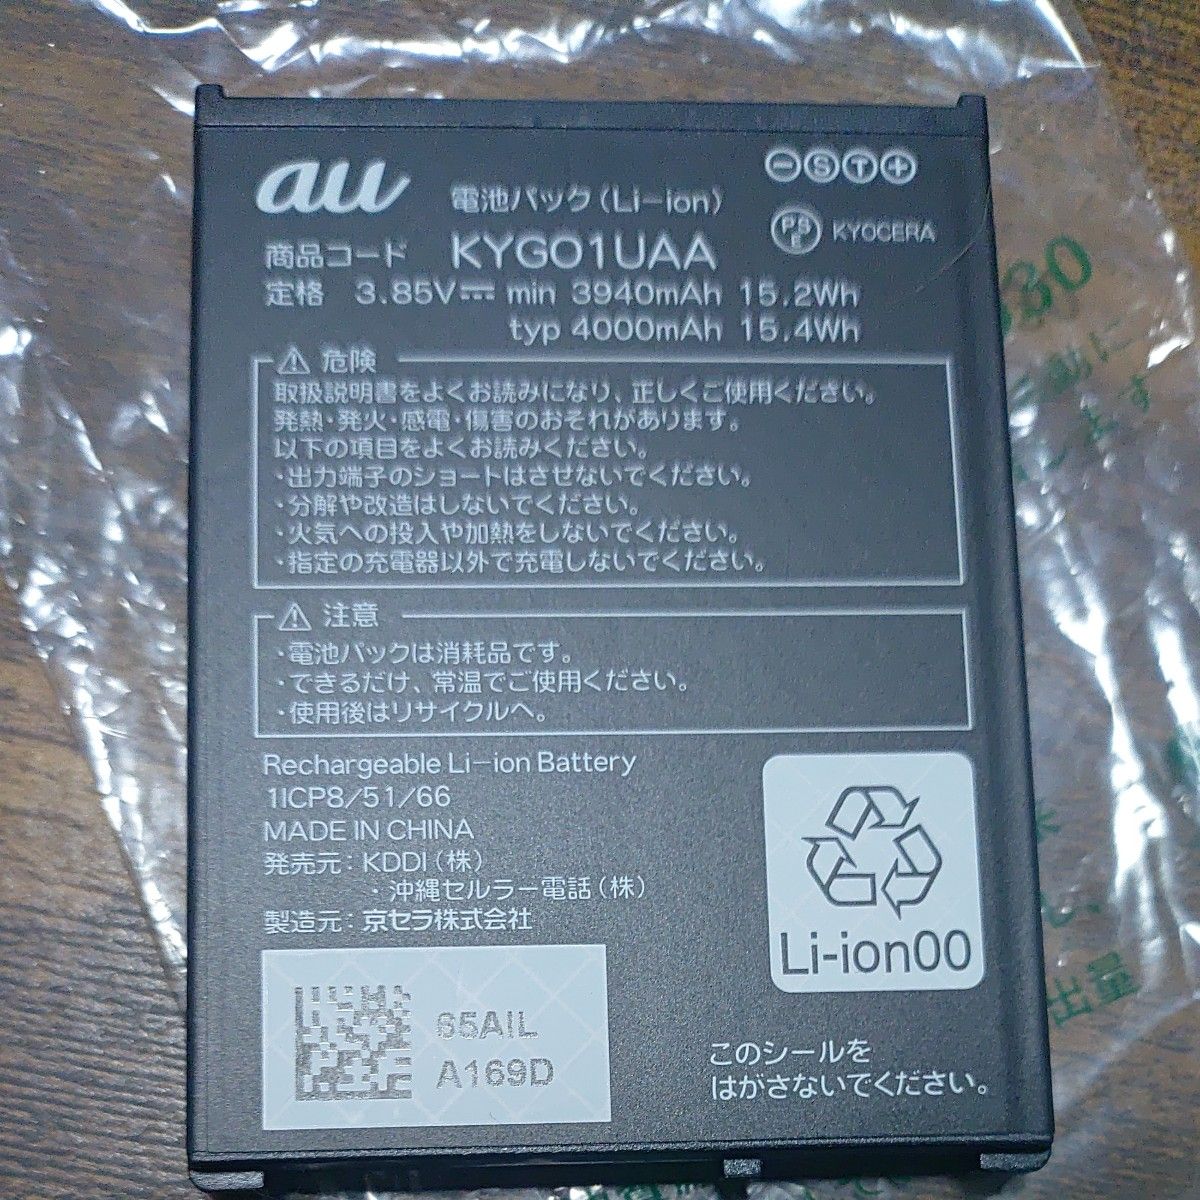 au
電池パック(Li-ion)
- S T +
PSE KYOCERA
商品コード KYG01UAA
定格 3.85V⎓ min 3940mAh 15.2Wh
typ 4000mAh 15.4Wh
⚠ 危険
取扱説明書をよくお読みになり、正しくご使用ください。
発熱・発火・感電・傷害のおそれがあります。
以下の項目をよくお読みください。
・出力端子のショートはさせないでください。
・分解や改造はしないでください。
・火気への投入や加熱をしないでください。
・指定の充電器以外で充電しないでください。
⚠ 注意
・電池パックは消耗品です。
・できるだけ、常温でご使用ください。
・使用後はリサイクルへ。
Rechargeable Li-ion Battery
1ICP8/51/66
MADE IN CHINA
発売元:KDDI(株)
・沖縄セルラー電話(株)
製造元:京セラ株式会社
Li-ion00
65AIL
A169D
このシールを
はがさないでください。